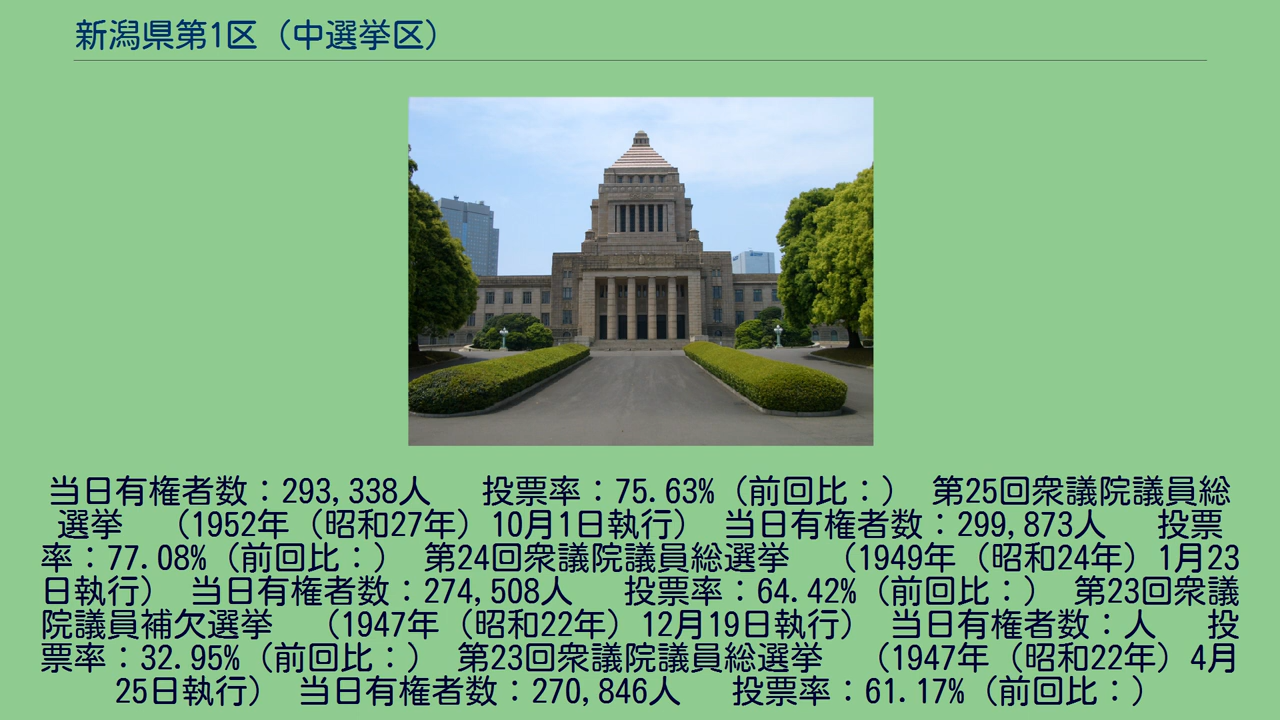 新潟県第1区（中選挙区）
当日有権者数：293,338人　 投票率：75.63%（前回比：） 第25回衆議院議員総
選挙　（1952年（昭和27年）10月1日執行） 当日有権者数：299,873人　 投票
率：77.08%（前回比：） 第24回衆議院議員総選挙　（1949年（昭和24年）1月23
日執行） 当日有権者数：274,508人　 投票率：64.42%（前回比：） 第23回衆議
院議員補欠選挙　（1947年（昭和22年）12月19日執行） 当日有権者数：人　 投
票率：32.95%（前回比：） 第23回衆議院議員総選挙　（1947年（昭和22年）4月
25日執行） 当日有権者数：270,846人　 投票率：61.17%（前回比：）